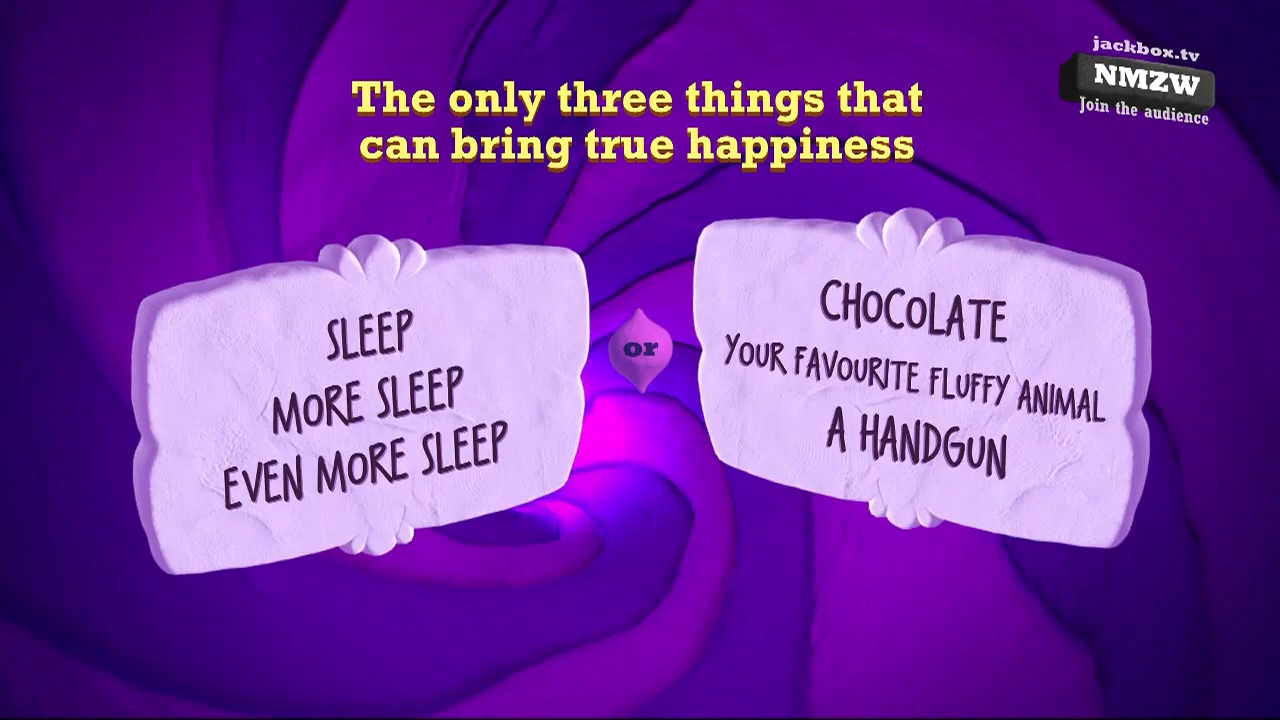 jackbox.tv
NMZW
Join the audience
The only three things that
can bring true happiness
SLEEP
MORE SLEEP
EVEN MORE SLEEP
or
CHOCOLATE
YOUR FAVOURITE FLUFFY ANIMAL
A HANDGUN